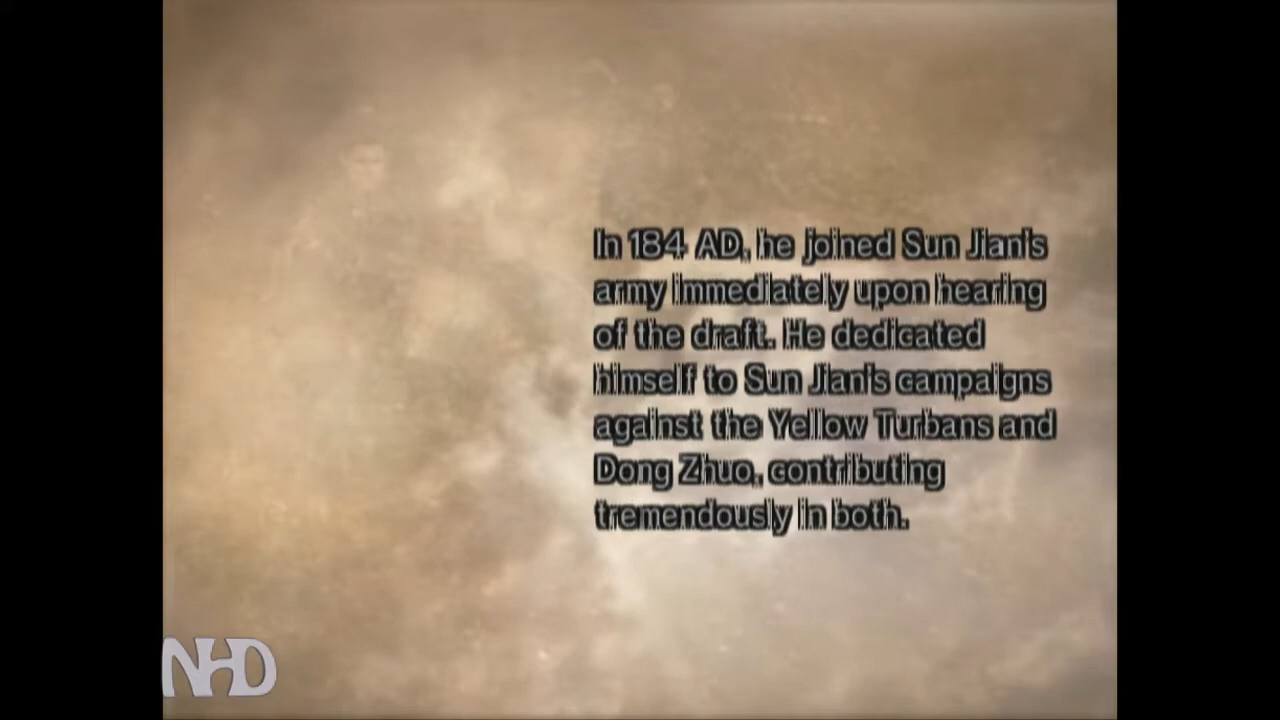 In 184 AD, he joined Sun Jian's
army immediately upon hearing
of the draft. He dedicated
himself to Sun Jian's campaigns
against the Yellow Turbans and
Dong Zhuo, contributing
tremendously in both.
NHD